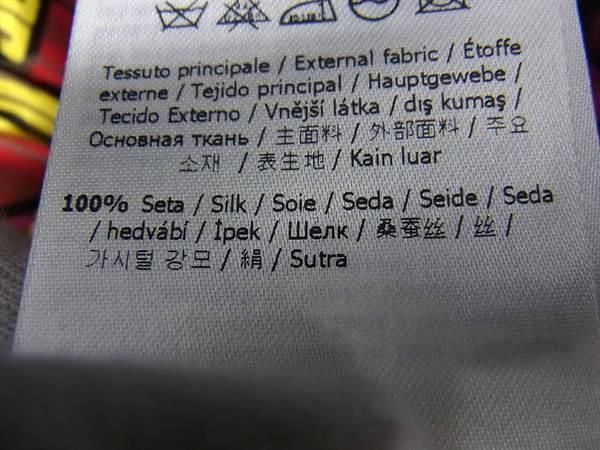 Tessuto principale / External fabric / Étoffe
externe / Tejido principal / Hauptgewebe /
Tecido Externo / Vnější látka / dış kumaş /
Основная ткань / 主面料 / 外部面料 / 주요
소재 / 表生地 / Kain luar
100% Seta / Silk / Soie / Seda / Seide / Seda
/ hedvábí / İpek / Шелк / 桑蚕丝 / 丝 /
가시털 강모 / 絹 / Sutra